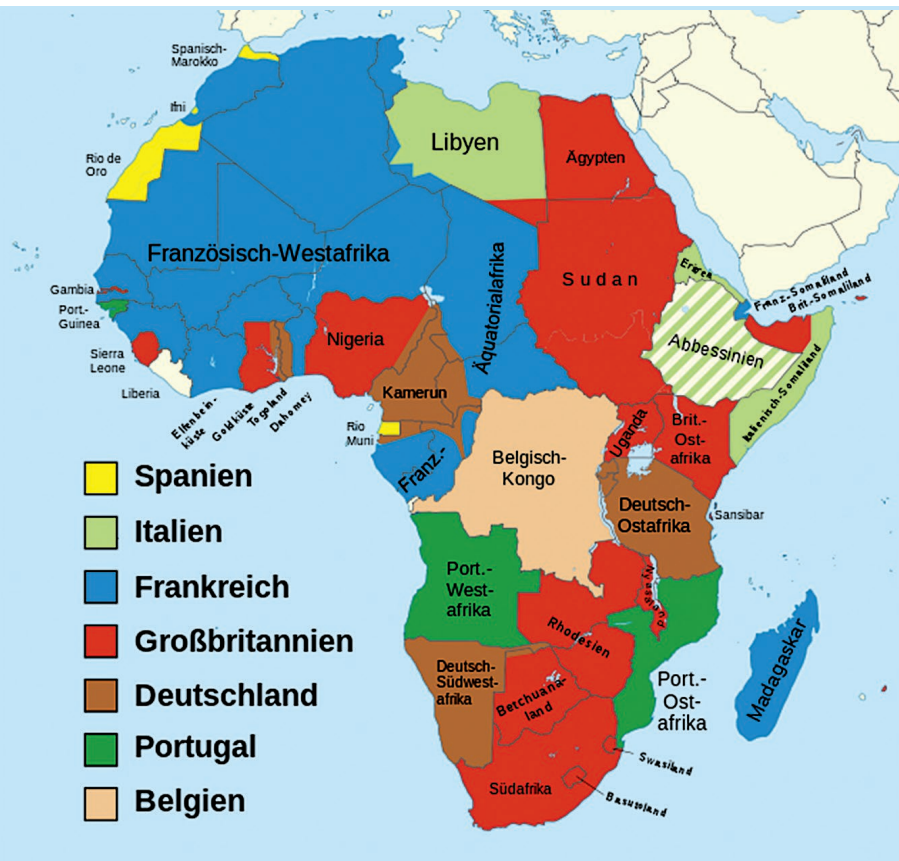 Spanisch-
Marokko
Ifni
Rio de
Oro
Libyen
Ägypten
Französisch-Westafrika
Äquatorialafrika
Sudan
Eritrea
Franz.-Somaliland
Brit.-Somaliland
Gambia
Port.-
Guinea
Sierra
Leone
Liberia
Elfenbein-
küste
Goldküste
Togoland
Dahomey
Nigeria
Kamerun
Abbessinien
Italienisch-Somaliland
Rio
Muni
Franz.-
Belgisch-
Kongo
Uganda
Brit.-
Ost-
afrika
Deutsch-
Ostafrika
Sansibar
Spanien
Italien
Frankreich
Großbritannien
Deutschland
Portugal
Belgien
Port.-
West-
afrika
Rhodesien
Nyassaland
Deutsch-
Südwest-
afrika
Betchuana-
land
Port.-
Ost-
afrika
Madagaskar
Südafrika
Swasiland
Basutoland